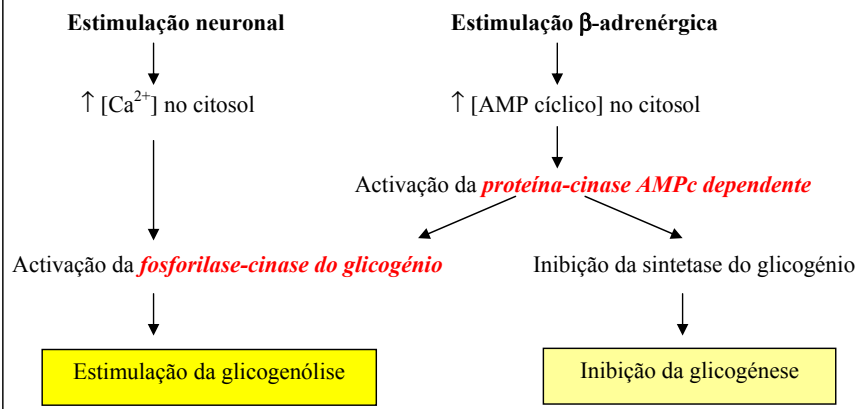 Estimulação neuronal
Estimulação β-adrenérgica
↑ [Ca²⁺] no citosol
↑ [AMP cíclico] no citosol
Activação da proteína-cinase AMPc dependente
Activação da fosforilase-cinase do glicogénio
Inibição da sintetase do glicogénio
Estimulação da glicogenólise
Inibição da glicogénese